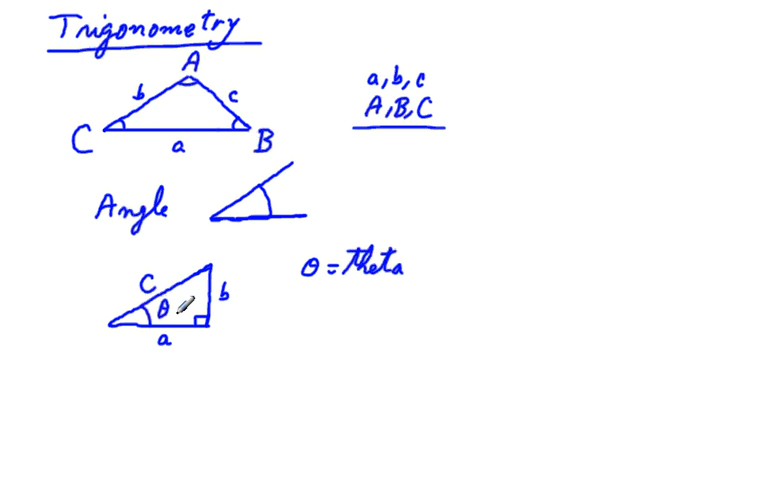 Trigonometry
A
b
c
C
B
a
a, b, c
A, B, C
Angle
θ = theta
C
θ
b
a